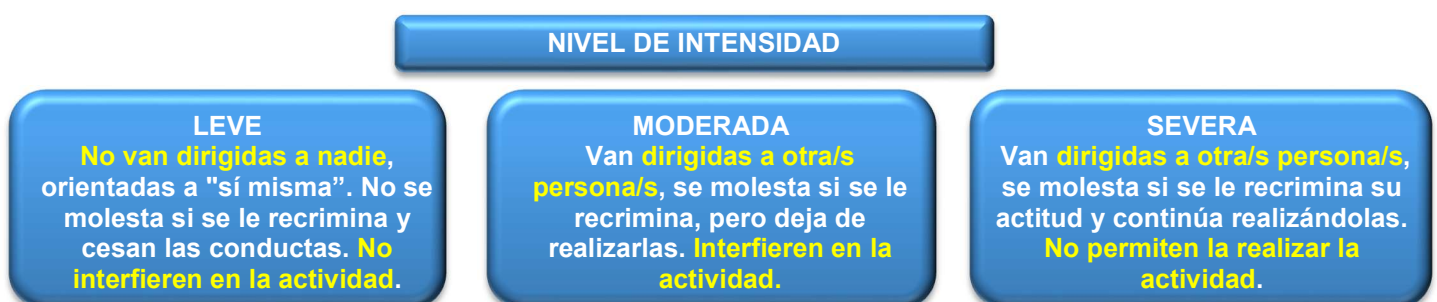 NIVEL DE INTENSIDAD
LEVE
No van dirigidas a nadie,
orientadas a "sí misma”. No se
molesta si se le recrimina y
cesan las conductas. No
interfieren en la actividad.
MODERADA
Van dirigidas a otra/s
persona/s, se molesta si se le
recrimina, pero deja de
realizarlas. Interfieren en la
actividad.
SEVERA
Van dirigidas a otra/s persona/s,
se molesta si se le recrimina su
actitud y continúa realizándolas.
No permiten la realizar la
actividad.